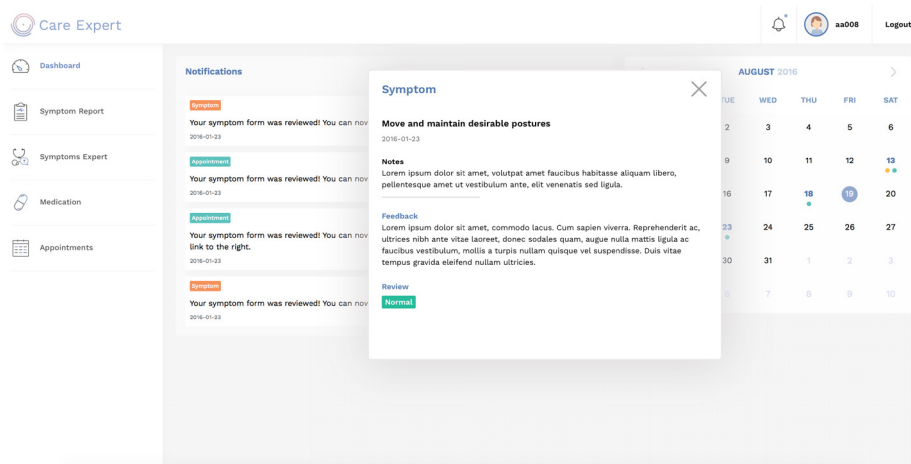 Care Expert
aa008
Logout
Dashboard
Symptom Report
Symptoms Expert
Medication
Appointments
Notifications
Symptom
Your symptom form was reviewed! You can now
2016-01-23
Appointment
Your symptom form was reviewed! You can now
2016-01-23
Appointment
Your symptom form was reviewed! You can now
link to the right.
2016-01-23
Symptom
Your symptom form was reviewed! You can now
2016-01-23
Symptom
Move and maintain desirable postures
2016-01-23
Notes
Lorem ipsum dolor sit amet, volutpat amet faucibus habitasse aliquam libero,
pellentesque amet ut vestibulum ante, elit venenatis sed ligula.
Feedback
Lorem ipsum dolor sit amet, commodo lacus. Cum sapien viverra. Reprehenderit ac,
ultrices nibh ante vitae laoreet, donec sodales quam, augue nulla mattis ligula ac
faucibus vestibulum, mollis a turpis nullam quisque vel suspendisse. Duis vitae
tempus gravida eleifend nullam ultricies.
Review
Normal
AUGUST 2016
TUE WED THU FRI SAT
2 3 4 5 6
9 10 11 12 13
16 17 18 19 20
23 24 25 26 27
30 31 1 2 3
6 7 8 9 10